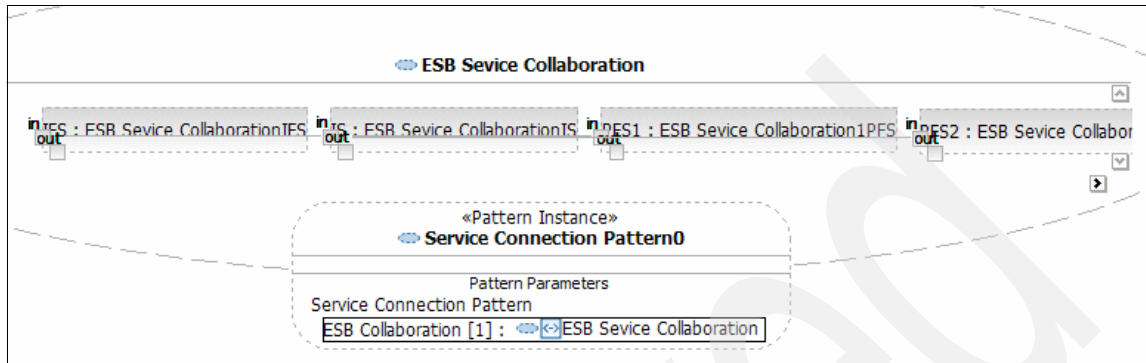 ESB Sevice Collaboration
in IFS : ESB Sevice CollaborationIFS in IS : ESB Sevice CollaborationIS in PFS1 : ESB Sevice Collaboration1PFS in PFS2 : ESB Sevice Collabor
out out out out
«Pattern Instance»
Service Connection Pattern0
Pattern Parameters
Service Connection Pattern
ESB Collaboration [1] : ESB Sevice Collaboration